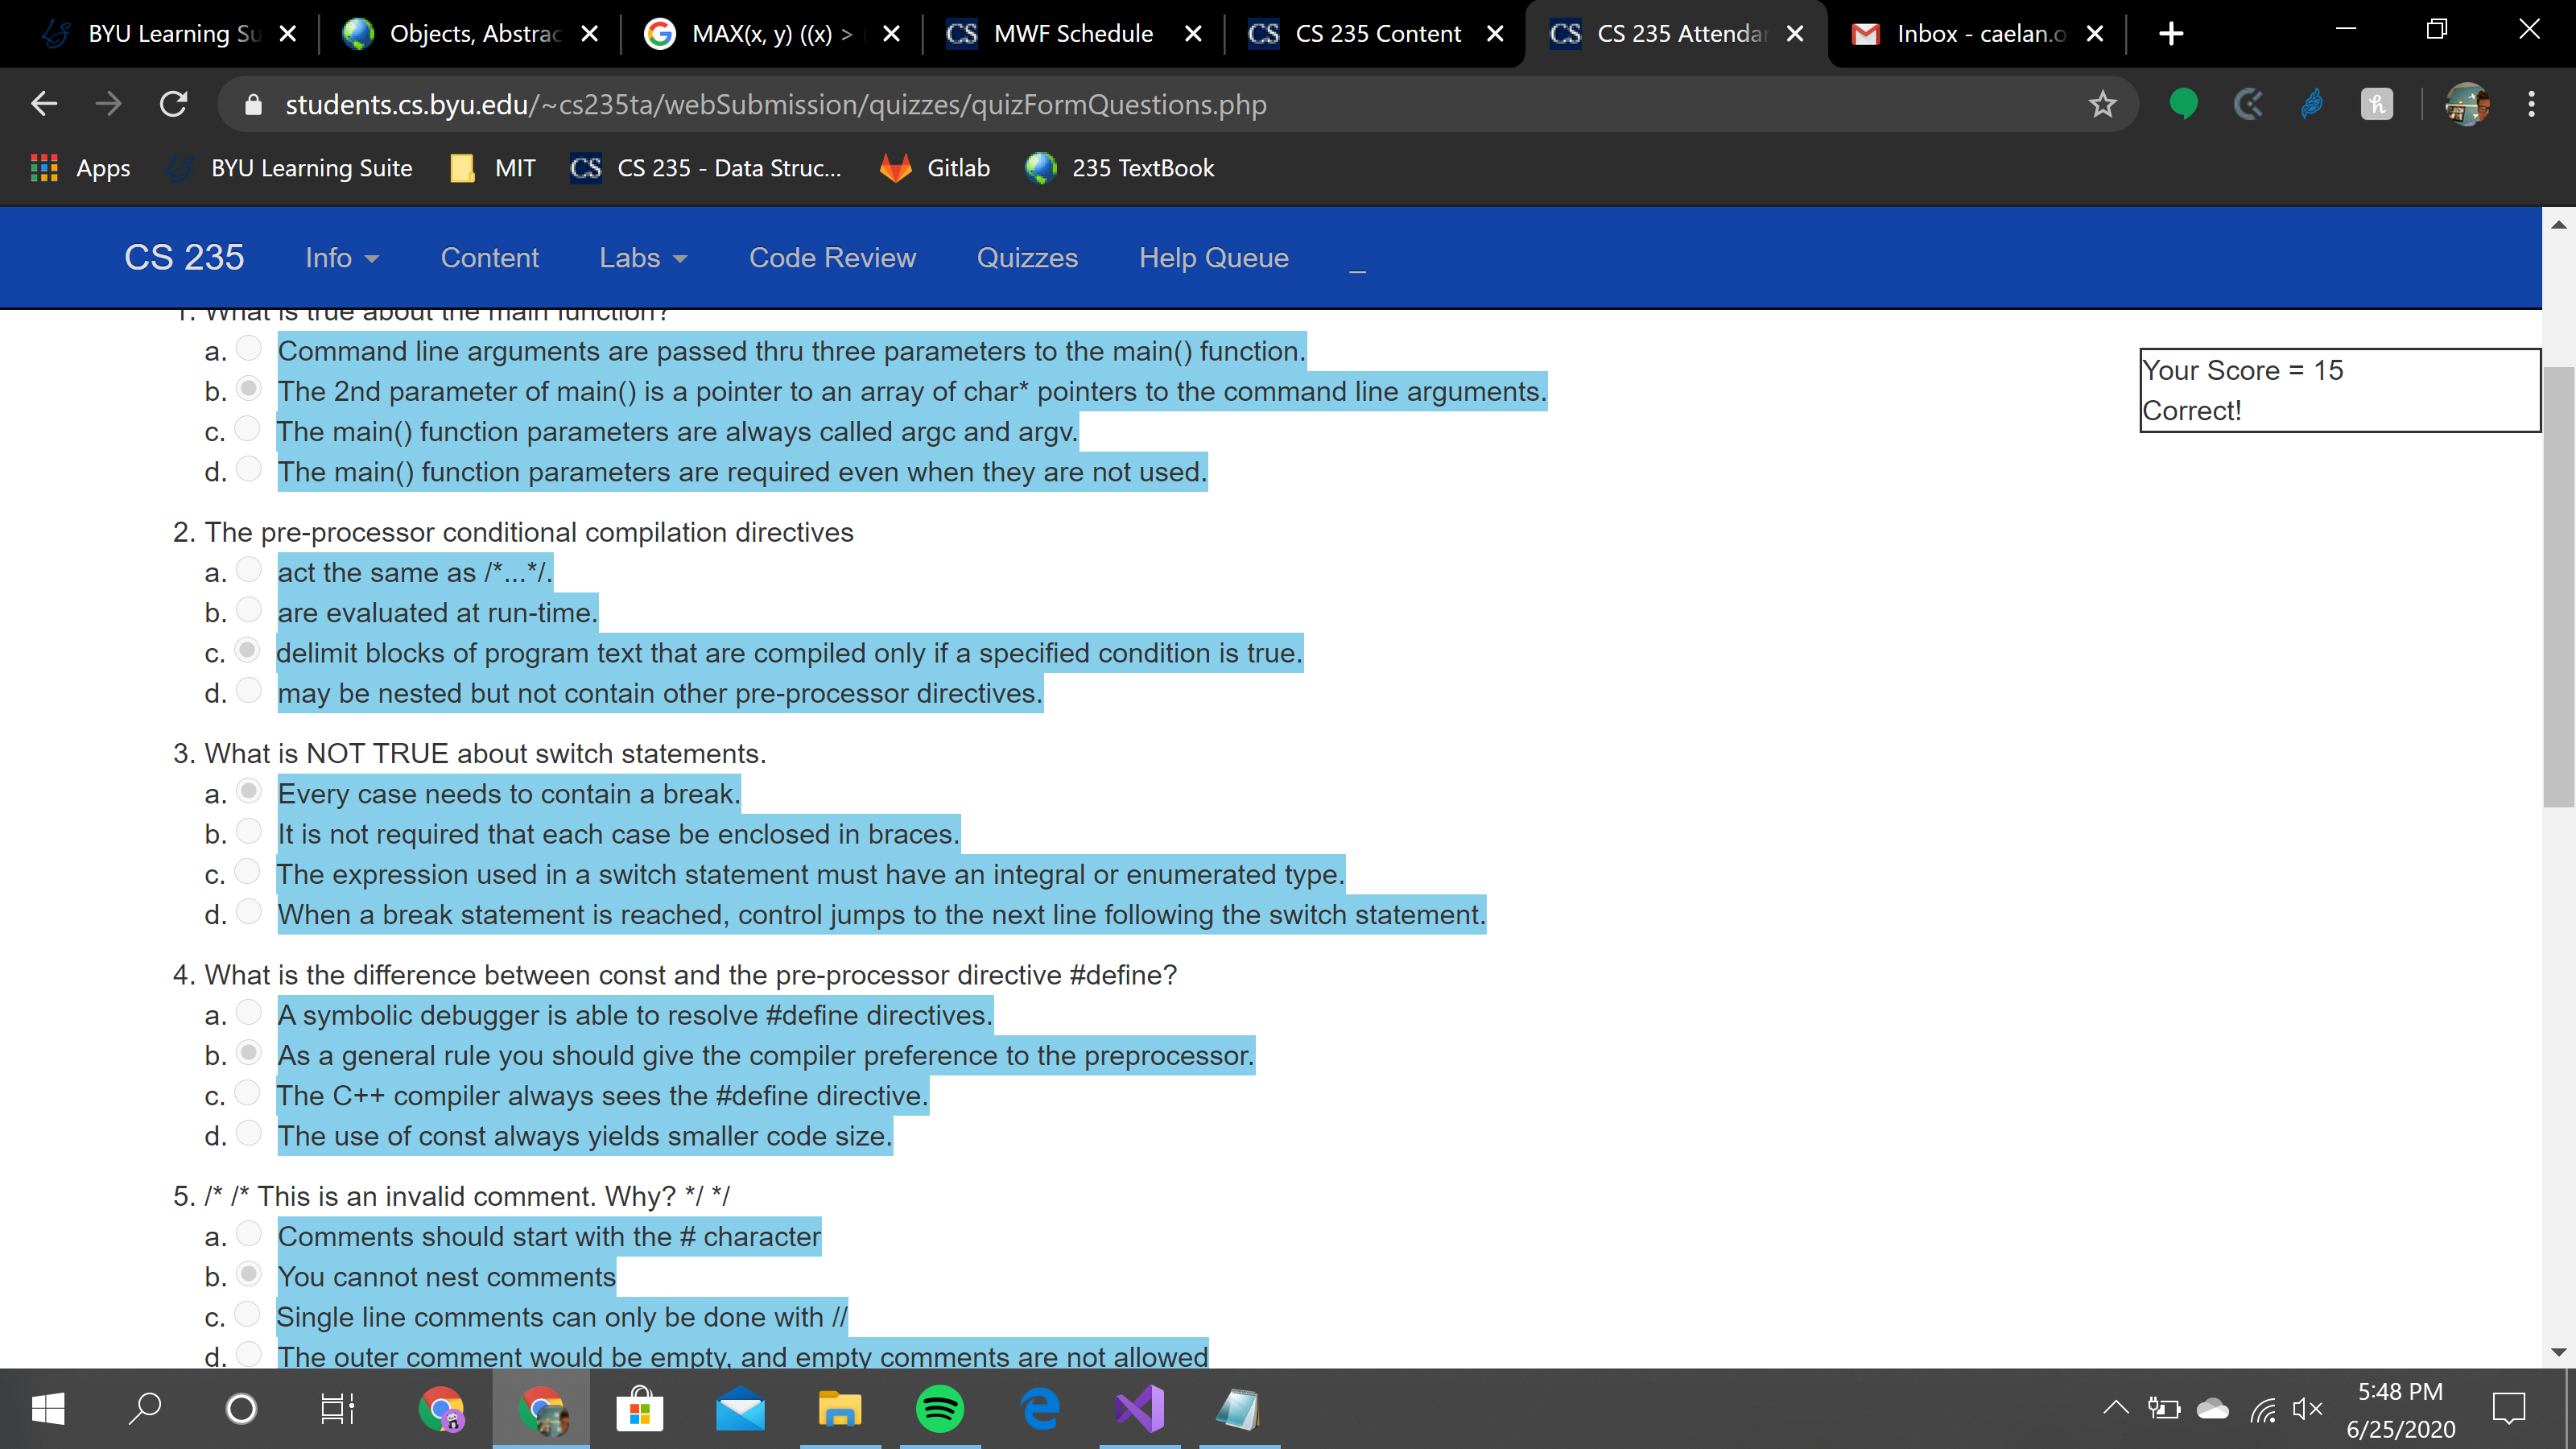 BYU Learning Su
Objects, Abstrac
MAX(x, y) ((x) >
MWF Schedule
CS 235 Content
CS 235 Attendar
Inbox - caelan.o
students.cs.byu.edu/~cs235ta/webSubmission/quizzes/quizFormQuestions.php
Apps
BYU Learning Suite
MIT
CS 235 - Data Struc...
Gitlab
235 TextBook
CS 235
Info
Content
Labs
Code Review
Quizzes
Help Queue
_
1. What is true about the main function?
a. Command line arguments are passed thru three parameters to the main() function.
b. The 2nd parameter of main() is a pointer to an array of char* pointers to the command line arguments.
c. The main() function parameters are always called argc and argv.
d. The main() function parameters are required even when they are not used.
Your Score = 15
Correct!
2. The pre-processor conditional compilation directives
a. act the same as /*...*/.
b. are evaluated at run-time.
c. delimit blocks of program text that are compiled only if a specified condition is true.
d. may be nested but not contain other pre-processor directives.
3. What is NOT TRUE about switch statements.
a. Every case needs to contain a break.
b. It is not required that each case be enclosed in braces.
c. The expression used in a switch statement must have an integral or enumerated type.
d. When a break statement is reached, control jumps to the next line following the switch statement.
4. What is the difference between const and the pre-processor directive #define?
a. A symbolic debugger is able to resolve #define directives.
b. As a general rule you should give the compiler preference to the preprocessor.
c. The C++ compiler always sees the #define directive.
d. The use of const always yields smaller code size.
5. /* /* This is an invalid comment. Why? */ */
a. Comments should start with the # character
b. You cannot nest comments
c. Single line comments can only be done with //
d. The outer comment would be empty, and empty comments are not allowed
5:48 PM
6/25/2020